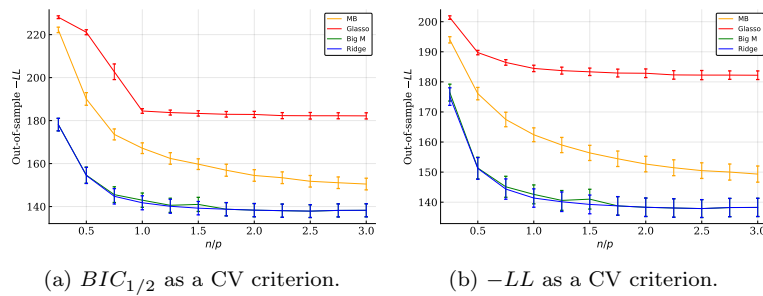 MB
Glasso
Big M
Ridge
Out-of-sample −LL
220
200
180
160
140
0.5 1.0 1.5 2.0 2.5 3.0
n/p
(a) BIC1/2 as a CV criterion.
MB
Glasso
Big M
Ridge
Out-of-sample −LL
200
190
180
170
160
150
140
0.5 1.0 1.5 2.0 2.5 3.0
n/p
(b) −LL as a CV criterion.